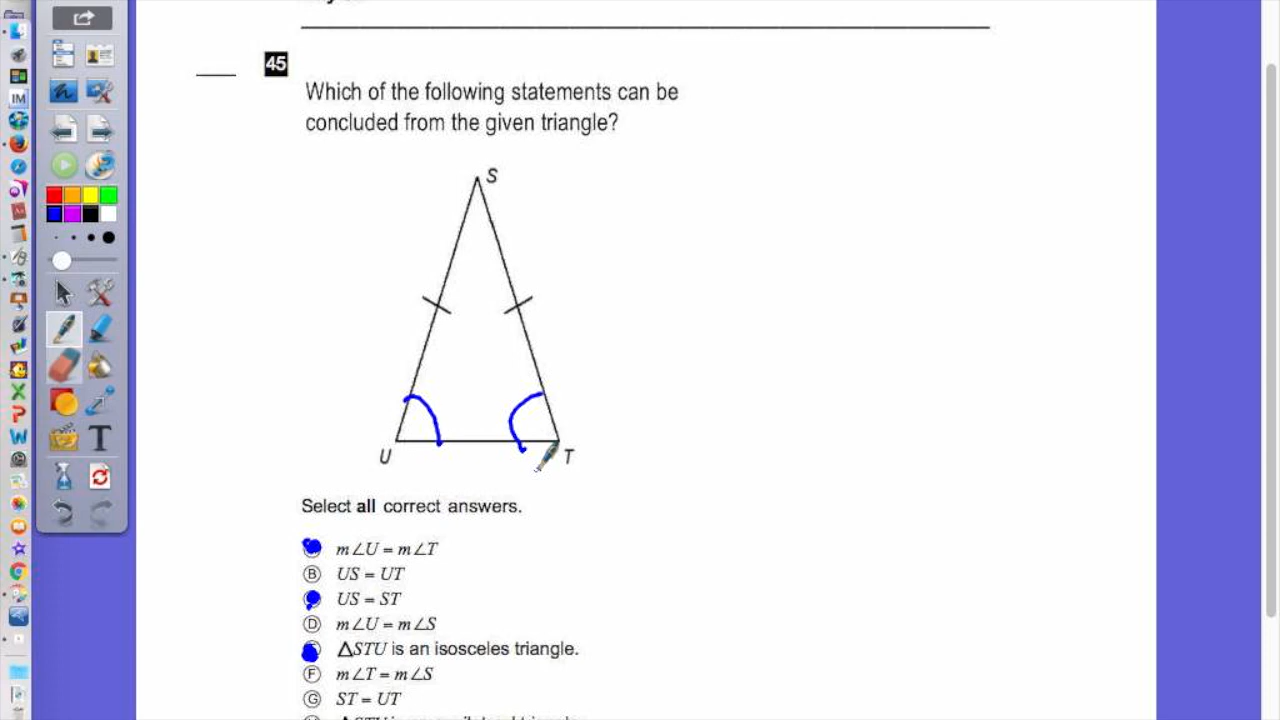 45
Which of the following statements can be
concluded from the given triangle?
S
U
T
Select all correct answers.
m∠U = m∠T
B US = UT
US = ST
D m∠U = m∠S
△STU is an isosceles triangle.
F m∠T = m∠S
G ST = UT
IM
T